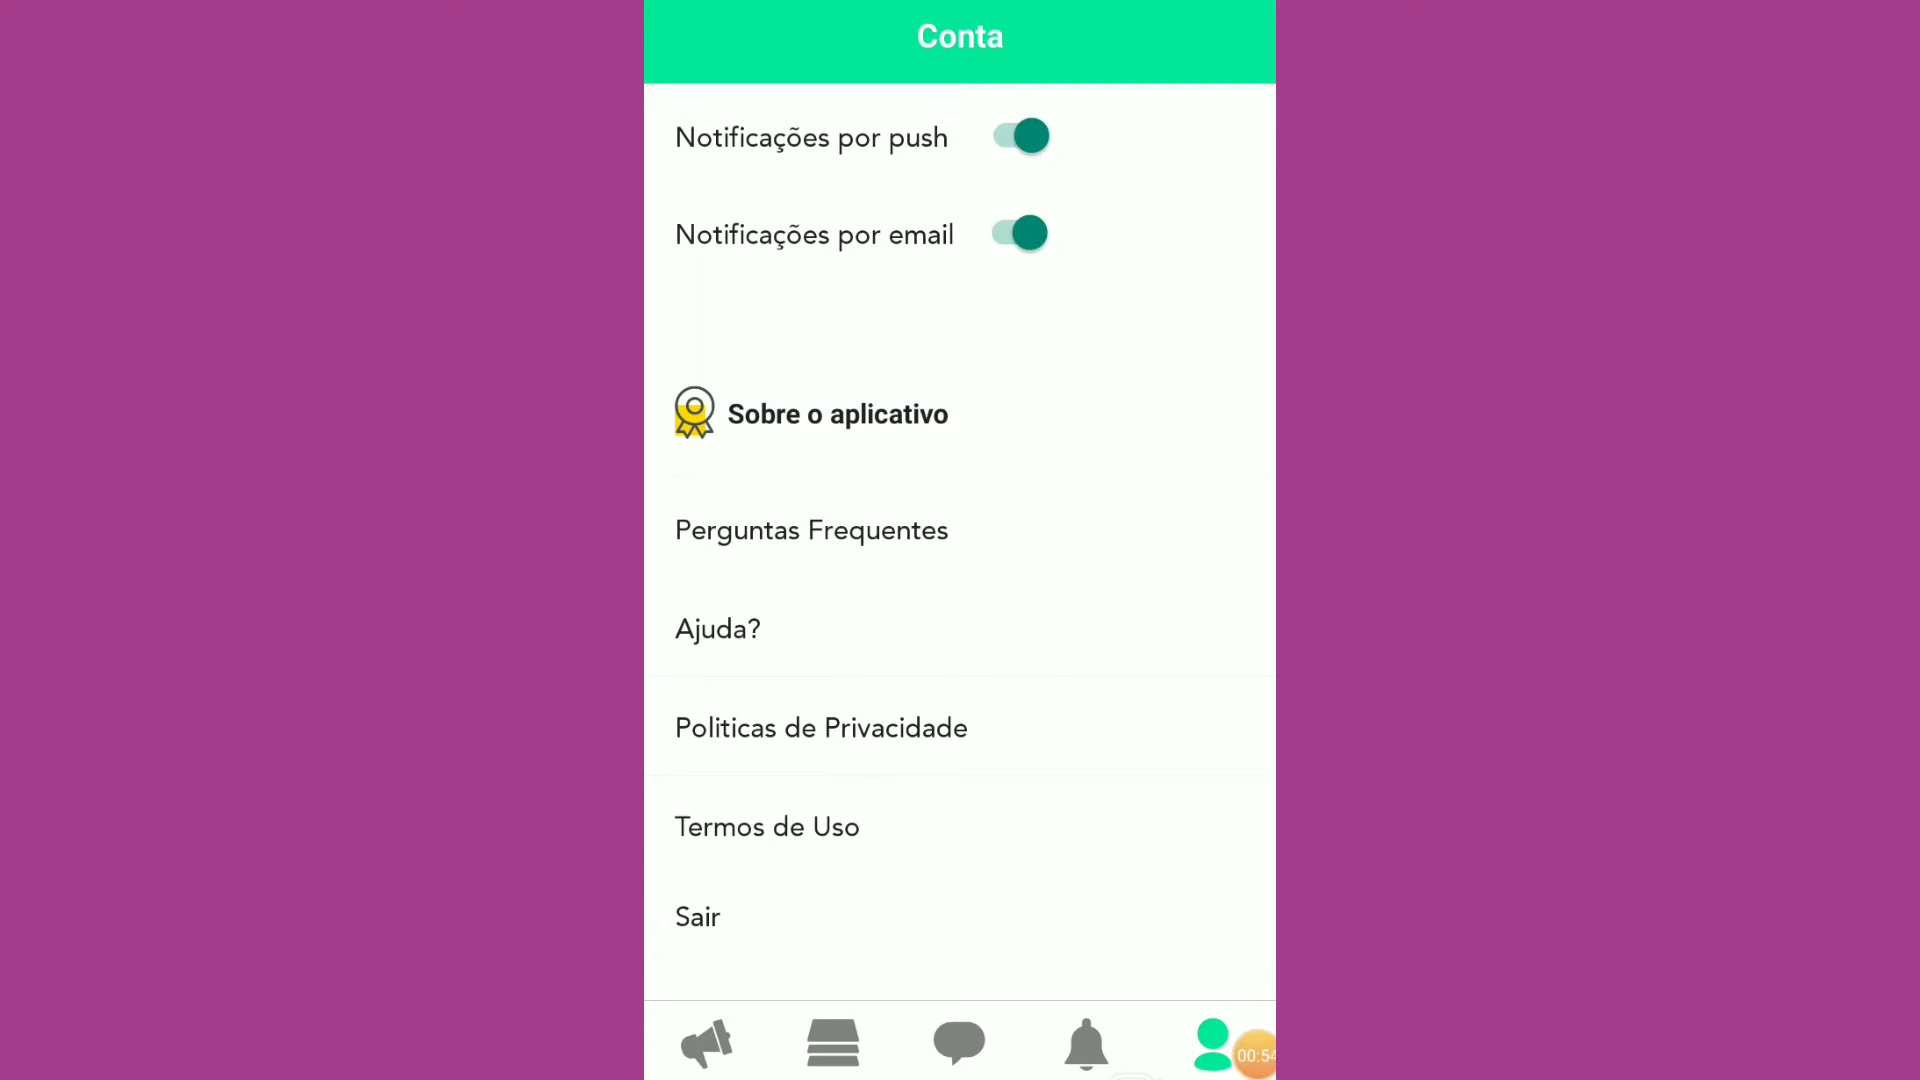 Conta
Notificações por push
Notificações por email
Sobre o aplicativo
Perguntas Frequentes
Ajuda?
Politicas de Privacidade
Termos de Uso
Sair
00:54